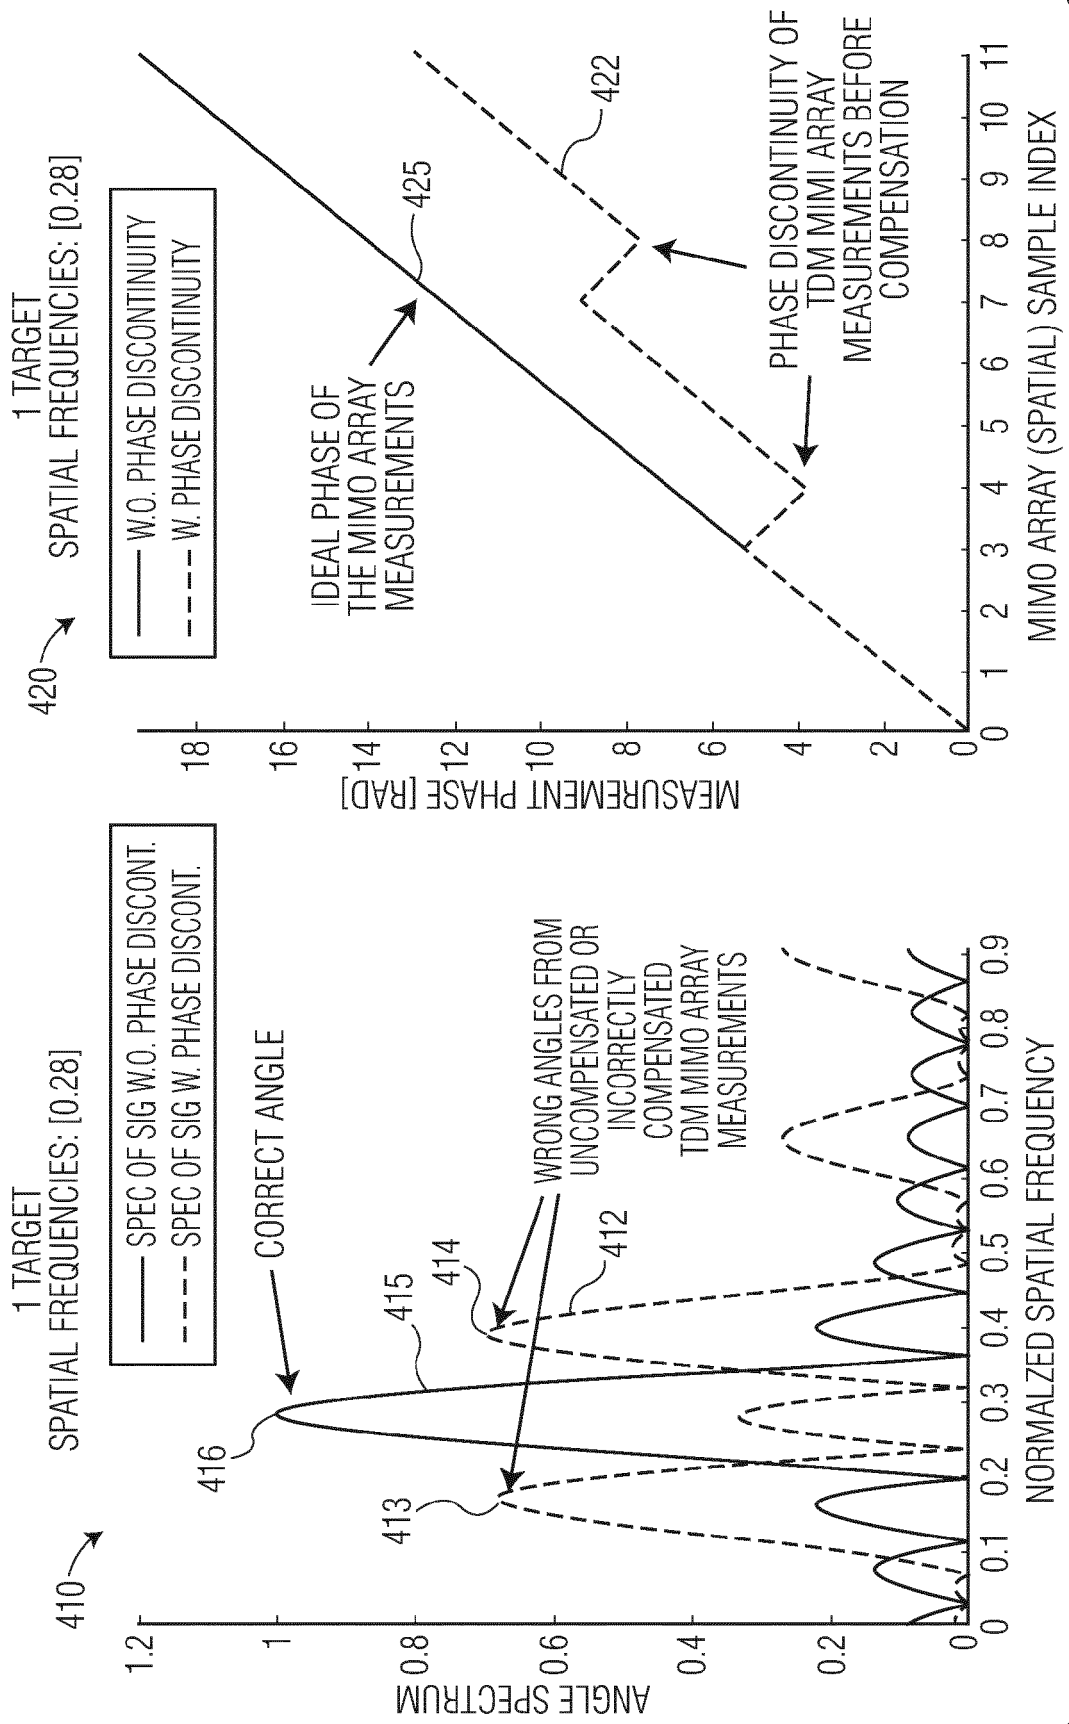 410
1 TARGET
SPATIAL FREQUENCIES: [0.28]
SPEC OF SIG W.O. PHASE DISCONT.
SPEC OF SIG W. PHASE DISCONT.
ANGLE SPECTRUM
1.2
1
0.8
0.6
0.4
0.2
0
416
CORRECT ANGLE
415
413
414
412
WRONG ANGLES FROM
UNCOMPENSATED OR
INCORRECTLY
COMPENSATED
TDM MIMO ARRAY
MEASUREMENTS
0 0.1 0.2 0.3 0.4 0.5 0.6 0.7 0.8 0.9
NORMALZED SPATIAL FREQUENCY
420
1 TARGET
SPATIAL FREQUENCIES: [0.28]
W.O. PHASE DISCONTINUITY
W. PHASE DISCONTINUITY
MEASUREMENT PHASE [RAD]
18
16
14
12
10
8
6
4
2
0
IDEAL PHASE OF
THE MIMO ARRAY
MEASUREMENTS
425
422
PHASE DISCONTINUITY OF
TDM MIMI ARRAY
MEASUREMENTS BEFORE
COMPENSATION
0 1 2 3 4 5 6 7 8 9 10 11
MIMO ARRAY (SPATIAL) SAMPLE INDEX